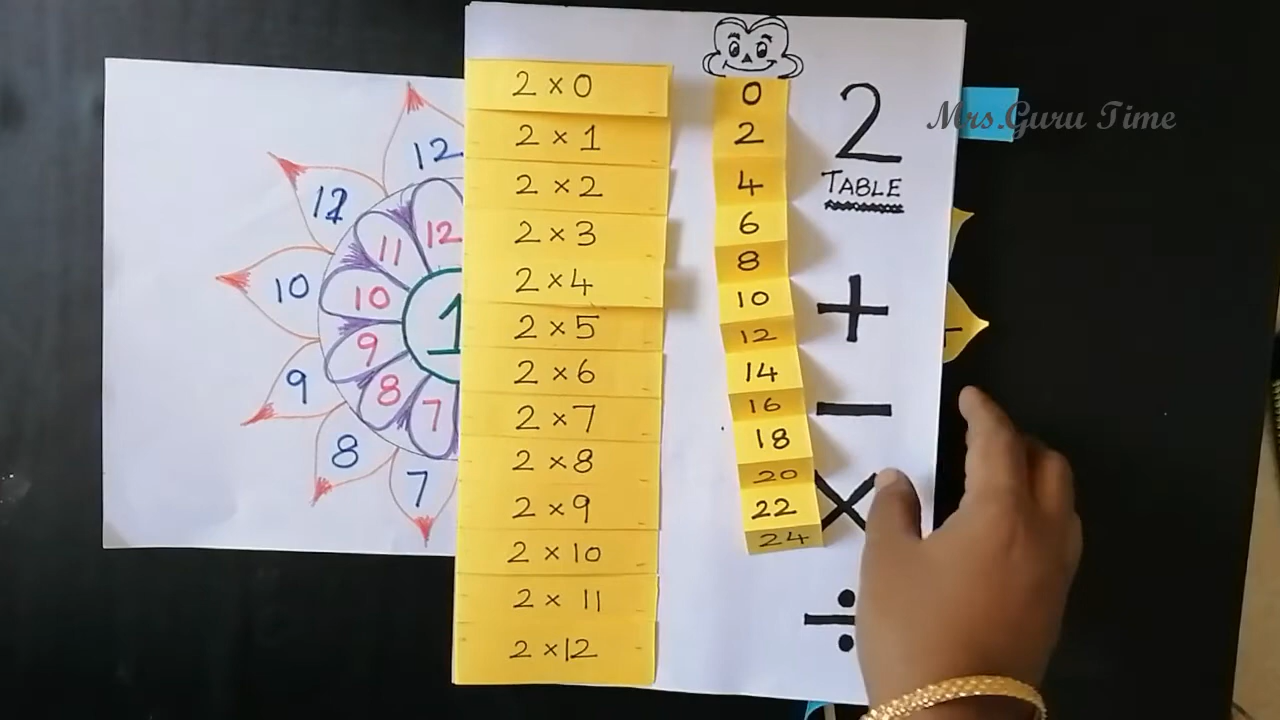 2 × 0
2 × 1
2 × 2
2 × 3
2 × 4
2 × 5
2 × 6
2 × 7
2 × 8
2 × 9
2 × 10
2 × 11
2 × 12
0
2
4
6
8
10
12
14
16
18
20
22
24
2
TABLE
+
−
×
÷
Mrs.Guru Time
12
10
9
8
7
12
11
10
9
8
7
1